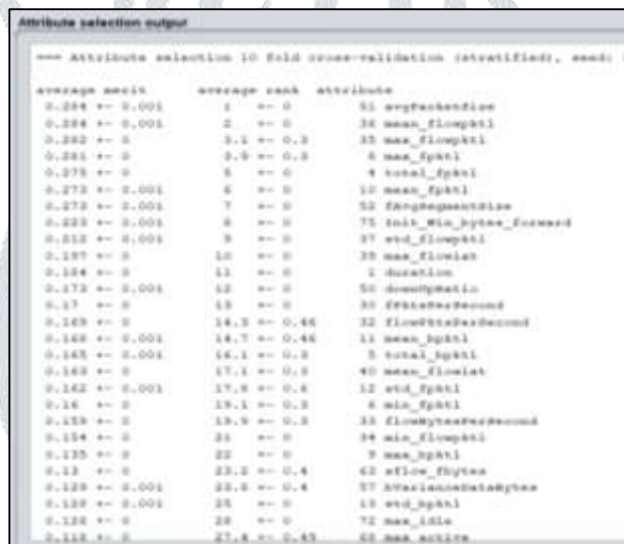 Attribute selection output
=== Attribute selection 10 fold cross-validation (stratified), seed:
average merit average rank attribute
0.284 +- 0.001 1 +- 0 51 avgPacketSize
0.284 +- 0.001 2 +- 0 36 mean_flowpktl
0.282 +- 0 3.1 +- 0.3 35 max_flowpktl
0.281 +- 0 3.9 +- 0.3 8 max_fpktl
0.275 +- 0 5 +- 0 4 total_fpktl
0.273 +- 0.001 6 +- 0 10 mean_fpktl
0.273 +- 0.001 7 +- 0 52 fAvgSegmentSize
0.223 +- 0.001 8 +- 0 75 Init_Win_bytes_forward
0.212 +- 0.001 9 +- 0 37 std_flowpktl
0.197 +- 0 10 +- 0 39 max_flowiat
0.184 +- 0 11 +- 0 1 duration
0.173 +- 0.001 12 +- 0 50 downUpRatio
0.17 +- 0 13 +- 0 30 fPktsPerSecond
0.169 +- 0 14.3 +- 0.46 32 flowPktsPerSecond
0.168 +- 0.001 14.7 +- 0.46 11 mean_bpktl
0.165 +- 0.001 16.1 +- 0.3 5 total_bpktl
0.163 +- 0 17.1 +- 0.3 40 mean_flowiat
0.162 +- 0.001 17.8 +- 0.6 12 std_fpktl
0.16 +- 0 19.1 +- 0.3 6 min_fpktl
0.159 +- 0 19.9 +- 0.3 33 flowBytesPerSecond
0.154 +- 0 21 +- 0 34 min_flowpktl
0.135 +- 0 22 +- 0 9 max_bpktl
0.13 +- 0 23.2 +- 0.4 63 sflow_fbytes
0.129 +- 0.001 23.8 +- 0.4 57 bVarianceDataBytes
0.128 +- 0.001 25 +- 0 13 std_bpktl
0.126 +- 0 26 +- 0 72 max_idle
0.118 +- 0 27.4 +- 0.49 68 max_active